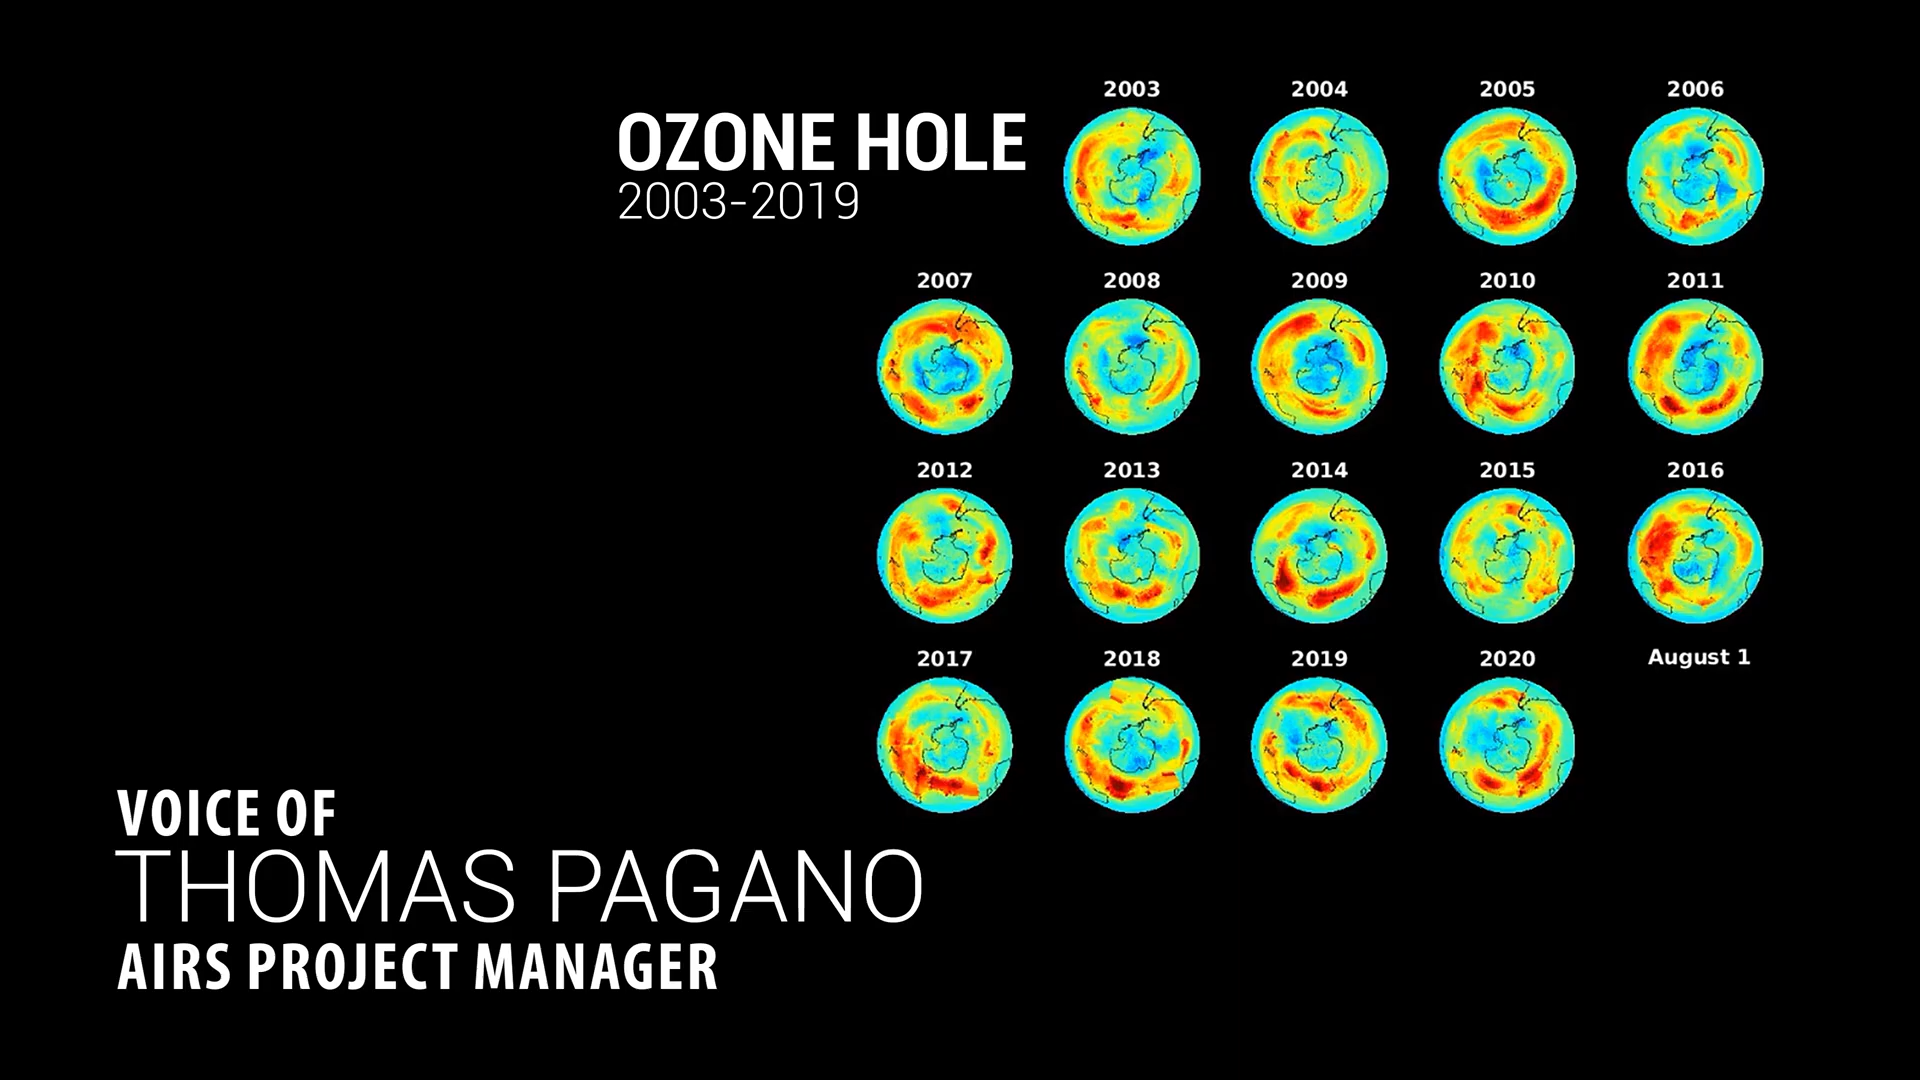 OZONE HOLE
2003-2019
2003 2004 2005 2006
2007 2008 2009 2010 2011
2012 2013 2014 2015 2016
2017 2018 2019 2020 August 1
VOICE OF
THOMAS PAGANO
AIRS PROJECT MANAGER